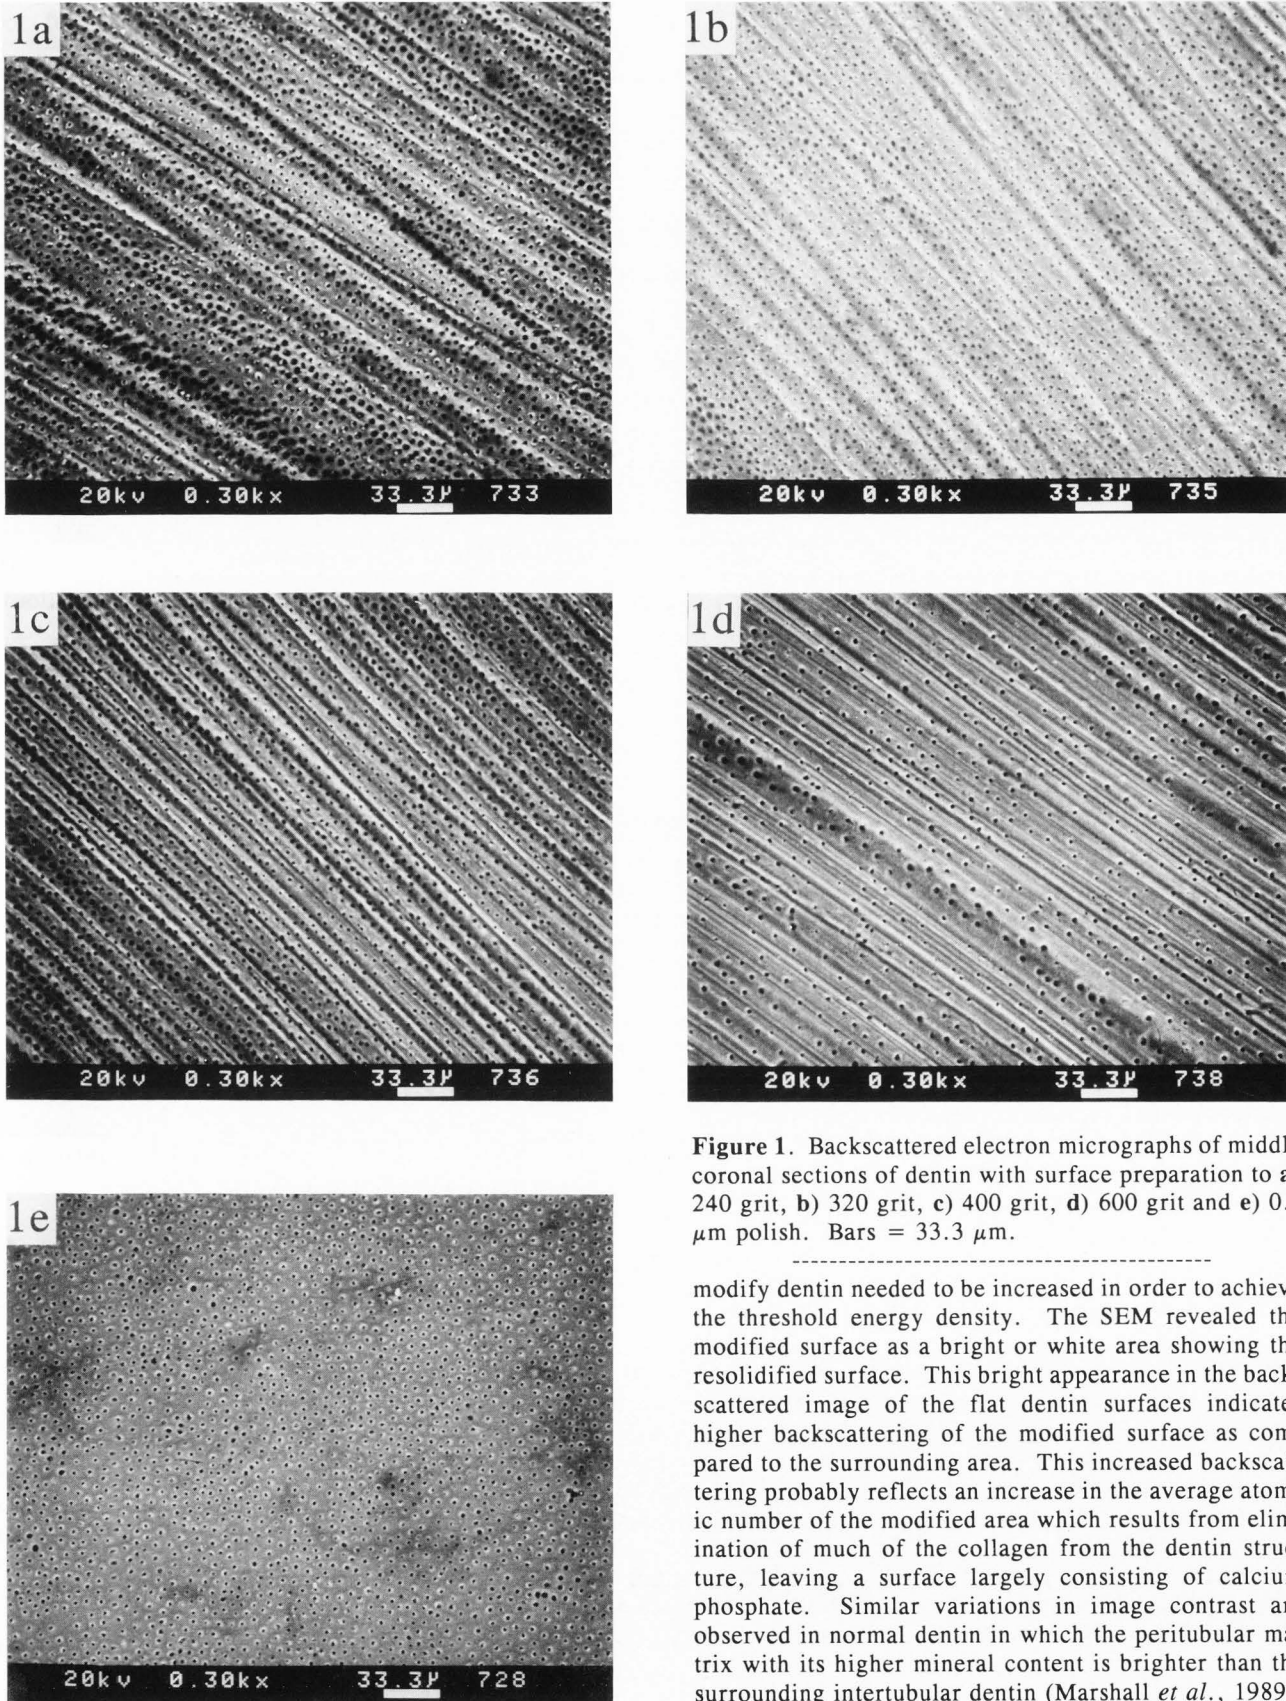 1a
20kv 0.30kx 33.3µ 733
1b
20kv 0.30kx 33.3µ 735
1c
20kv 0.30kx 33.3µ 736
1d
20kv 0.30kx 33.3µ 738
1e
20kv 0.30kx 33.3µ 728
Figure 1. Backscattered electron micrographs of middl
coronal sections of dentin with surface preparation to a
240 grit, b) 320 grit, c) 400 grit, d) 600 grit and e) 0.
µm polish. Bars = 33.3 µm.
modify dentin needed to be increased in order to achiev
the threshold energy density. The SEM revealed th
modified surface as a bright or white area showing th
resolidified surface. This bright appearance in the back
scattered image of the flat dentin surfaces indicate
higher backscattering of the modified surface as com
pared to the surrounding area. This increased backsca
tering probably reflects an increase in the average atom
ic number of the modified area which results from elim
ination of much of the collagen from the dentin struc
ture, leaving a surface largely consisting of calciu
phosphate. Similar variations in image contrast ar
observed in normal dentin in which the peritubular ma
trix with its higher mineral content is brighter than th
surrounding intertubular dentin (Marshall et al., 1989